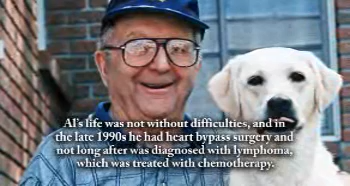 Al's life was not without difficulties, and in
the late 1990s he had heart bypass surgery and
not long after was diagnosed with lymphoma,
which was treated with chemotherapy.